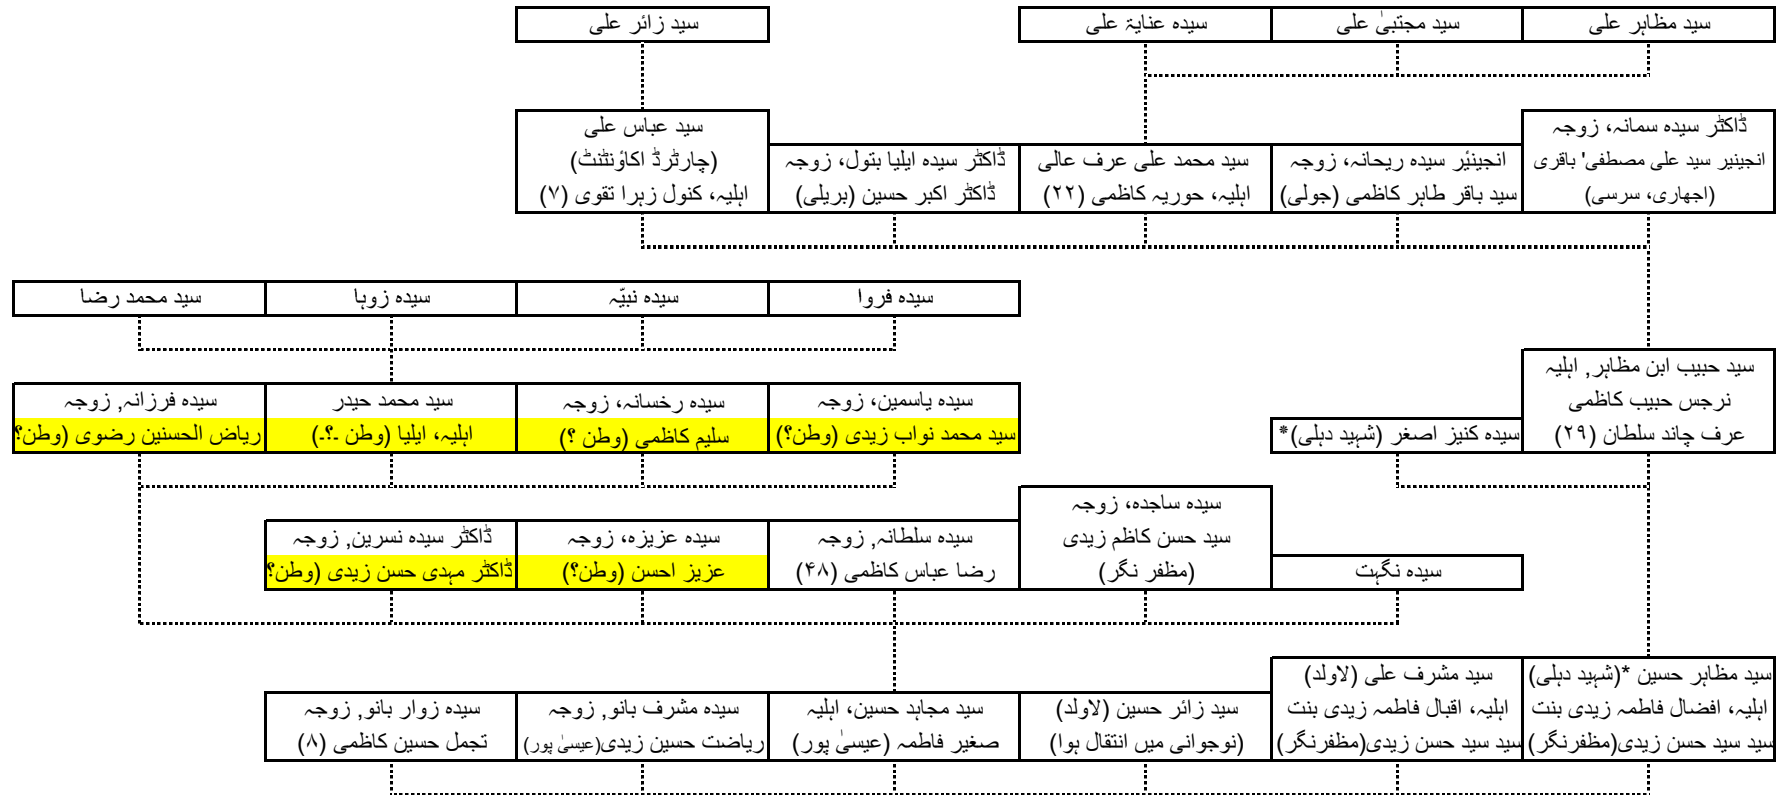 سید مظاہر علی
سید مجتبیٰ علی
سیدہ عنایۃ علی
سید زائر علی
ڈاکٹر سیدہ سمانہ، زوجہ
انجینیر سید علی مصطفی' باقری
(اجھاری، سرسی)
انجینیٔر سیدہ ریحانہ، زوجہ
سید باقر طاہر کاظمی (جولی)
سید محمد علی عرف عالی
اہلیہ، حوریہ کاظمی (۲۲)
ڈاکٹر سیدہ ایلیا بتول، زوجہ
ڈاکٹر اکبر حسین (بریلی)
سید عباس علی
(چارٹرڈ اکاؤنٹنٹ)
اہلیہ، کنول زہرا تقوی (۷)
سیدہ فروا
سیدہ نبیّہ
سیدہ زوہا
سید محمد رضا
سید حبیب ابن مظاہر, اہلیہ
نرجس حبیب کاظمی
عرف چاند سلطان (۲۹)
سیدہ کنیز اصغر (شہید دہلی)*
سیدہ یاسمین، زوجہ
سید محمد نواب زیدی (وطن؟)
سیدہ رخسانہ، زوجہ
سلیم کاظمی (وطن ؟)
سید محمد حیدر
اہلیہ، ایلیا (وطن ۔؟۔)
سیدہ فرزانہ, زوجہ
ریاض الحسنین رضوی (وطن؟
سیدہ نگہت
سیدہ ساجدہ، زوجہ
سید حسن کاظم زیدی
(مظفر نگر)
سیدہ سلطانہ, زوجہ
رضا عباس کاظمی (۴۸)
سیدہ عزیزہ، زوجہ
عزیز احسن (وطن؟)
ڈاکٹر سیدہ نسرین, زوجہ
ڈاکٹر مہدی حسن زیدی (وطن؟
سید مظاہر حسین *(شہید دہلی)
اہلیہ، افضال فاطمہ زیدی بنت
سید سید حسن زیدی(مظفرنگر)
سید مشرف علی (لاولد)
اہلیہ، اقبال فاطمہ زیدی بنت
سید سید حسن زیدی(مظفرنگر)
سید زائر حسین (لاولد)
(نوجوانی میں انتقال ہوا)
سید مجاہد حسین، اہلیہ
صغیر فاطمہ (عیسیٰ پور)
سیدہ مشرف بانو, زوجہ
ریاضت حسین زیدی(عیسیٰ پور)
سیدہ زوار بانو, زوجہ
تجمل حسین کاظمی (۸)